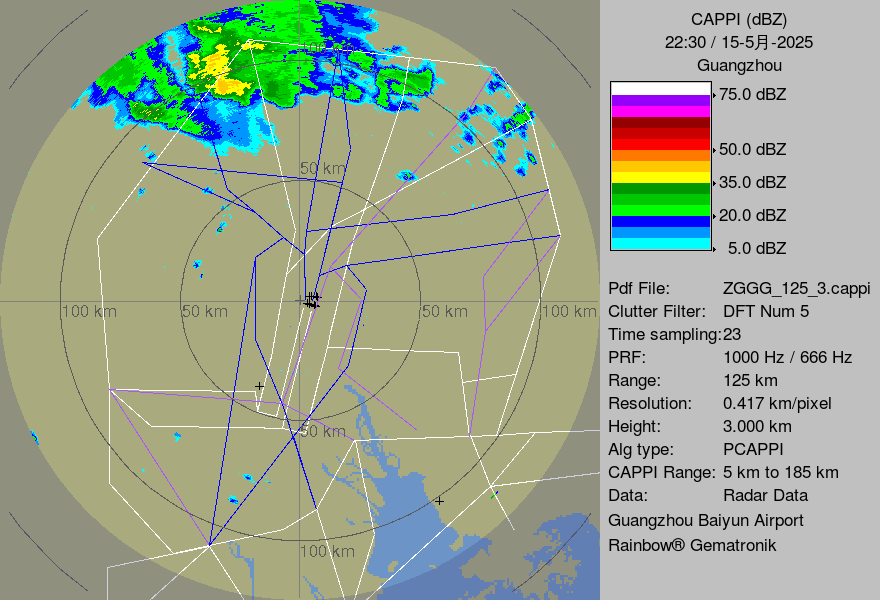 CAPPI (dBZ)
22:30 / 15-5月-2025
Guangzhou
75.0 dBZ
50.0 dBZ
35.0 dBZ
20.0 dBZ
5.0 dBZ
Pdf File: ZGGG_125_3.cappi
Clutter Filter: DFT Num 5
Time sampling:23
PRF: 1000 Hz / 666 Hz
Range: 125 km
Resolution: 0.417 km/pixel
Height: 3.000 km
Alg type: PCAPPI
CAPPI Range: 5 km to 185 km
Data: Radar Data
Guangzhou Baiyun Airport
Rainbow® Gematronik
100 km
50 km
100 km
50 km
50 km
100 km
50 km
100 km